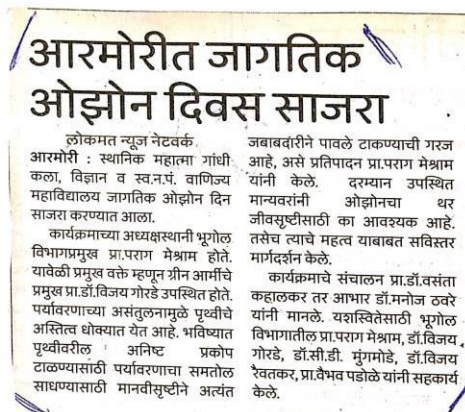 आरमोरीत जागतिक
ओझोन दिवस साजरा
लोकमत न्यूज नेटवर्क
आरमोरी : स्थानिक महात्मा गांधी
कला, विज्ञान व स्व.न.पं. वाणिज्य
महाविद्यालय जागतिक ओझोन दिन
साजरा करण्यात आला.
कार्यक्रमाच्या अध्यक्षस्थानी भूगोल
विभागप्रमुख प्रा.पराग मेश्राम होते.
यावेळी प्रमुख वक्ते म्हणून ग्रीन आर्मीचे
प्रमुख प्रा.डॉ.विजय गोरडे उपस्थित होते.
पर्यावरणाच्या असंतुलनामुळे पृथ्वीचे
अस्तित्व धोक्यात येत आहे. भविष्यात
पृथ्वीवरील अनिष्ट प्रकोप
टाळण्यासाठी पर्यावरणाचा समतोल
साधण्यासाठी मानवीसृष्टीने अत्यंत
जबाबदारीने पावले टाकण्याची गरज
आहे, असे प्रतिपादन प्रा.पराग मेश्राम
यांनी केले. दरम्यान उपस्थित
मान्यवरांनी ओझोनचा थर
जीवसृष्टीसाठी का आवश्यक आहे.
तसेच त्याचे महत्व याबाबत सविस्तर
मार्गदर्शन केले.
कार्यक्रमाचे संचालन प्रा.डॉ.वसंता
कहालकर तर आभार डॉ.मनोज ठवरे
यांनी मानले. यशस्वितेसाठी भूगोल
विभागातील प्रा.पराग मेश्राम, डॉ.विजय
गोरडे, डॉ.सी.डी. मुंगमोडे, डॉ.विजय
रैवतकर, प्रा.वैभव पडोळे यांनी सहकार्य
केले.